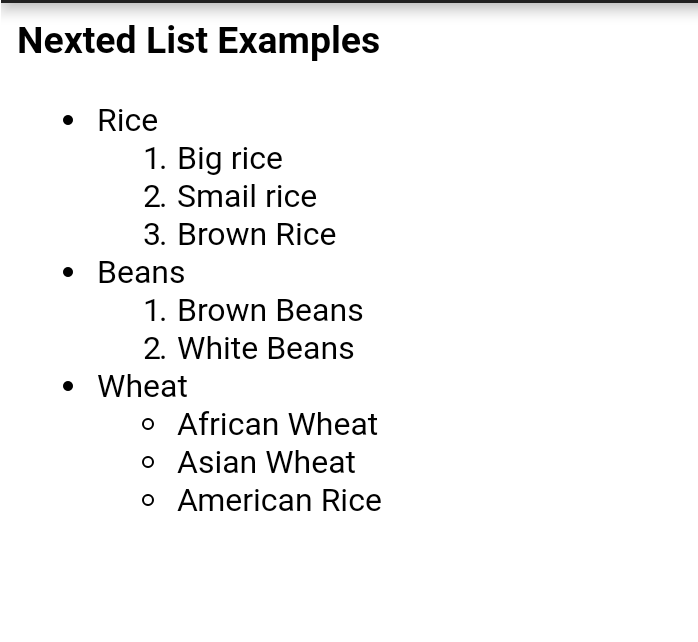 Nexted List Examples
• Rice
1. Big rice
2. Smail rice
3. Brown Rice
• Beans
1. Brown Beans
2. White Beans
• Wheat
◦ African Wheat
◦ Asian Wheat
◦ American Rice